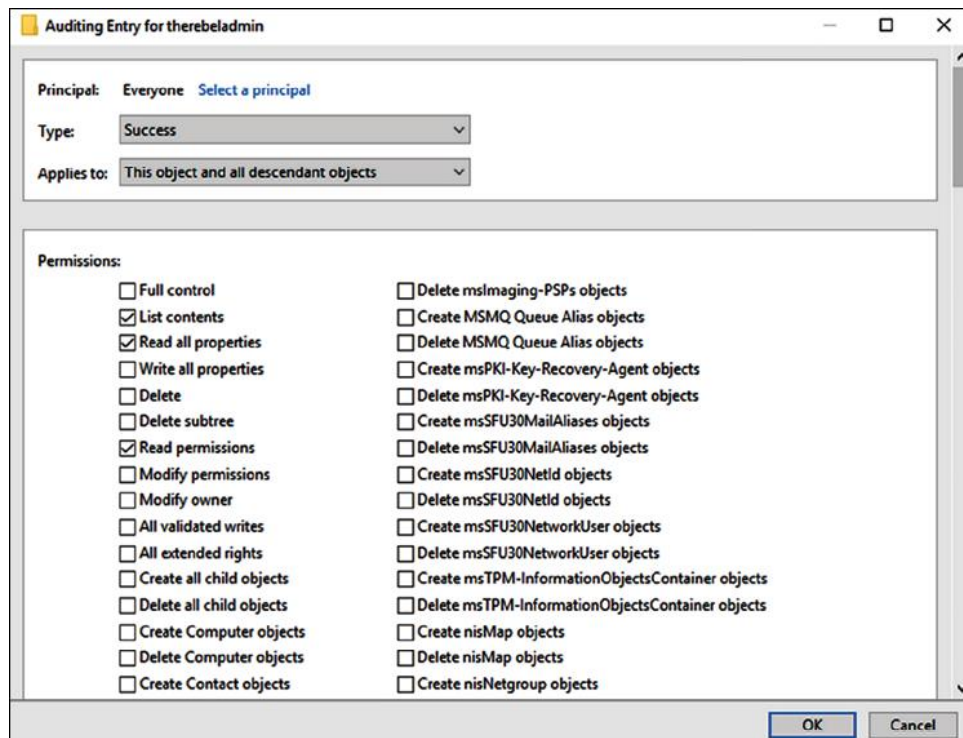 Auditing Entry for therebeladmin
Principal: Everyone Select a principal
Type: Success
Applies to: This object and all descendant objects
Permissions:
Full control
List contents
Read all properties
Write all properties
Delete
Delete subtree
Read permissions
Modify permissions
Modify owner
All validated writes
All extended rights
Create all child objects
Delete all child objects
Create Computer objects
Delete Computer objects
Create Contact objects
Delete msImaging-PSPs objects
Create MSMQ Queue Alias objects
Delete MSMQ Queue Alias objects
Create msPKI-Key-Recovery-Agent objects
Delete msPKI-Key-Recovery-Agent objects
Create msSFU30MailAliases objects
Delete msSFU30MailAliases objects
Create msSFU30NetId objects
Delete msSFU30NetId objects
Create msSFU30NetworkUser objects
Delete msSFU30NetworkUser objects
Create msTPM-InformationObjectsContainer objects
Delete msTPM-InformationObjectsContainer objects
Create nisMap objects
Delete nisMap objects
Create nisNetgroup objects
OK Cancel